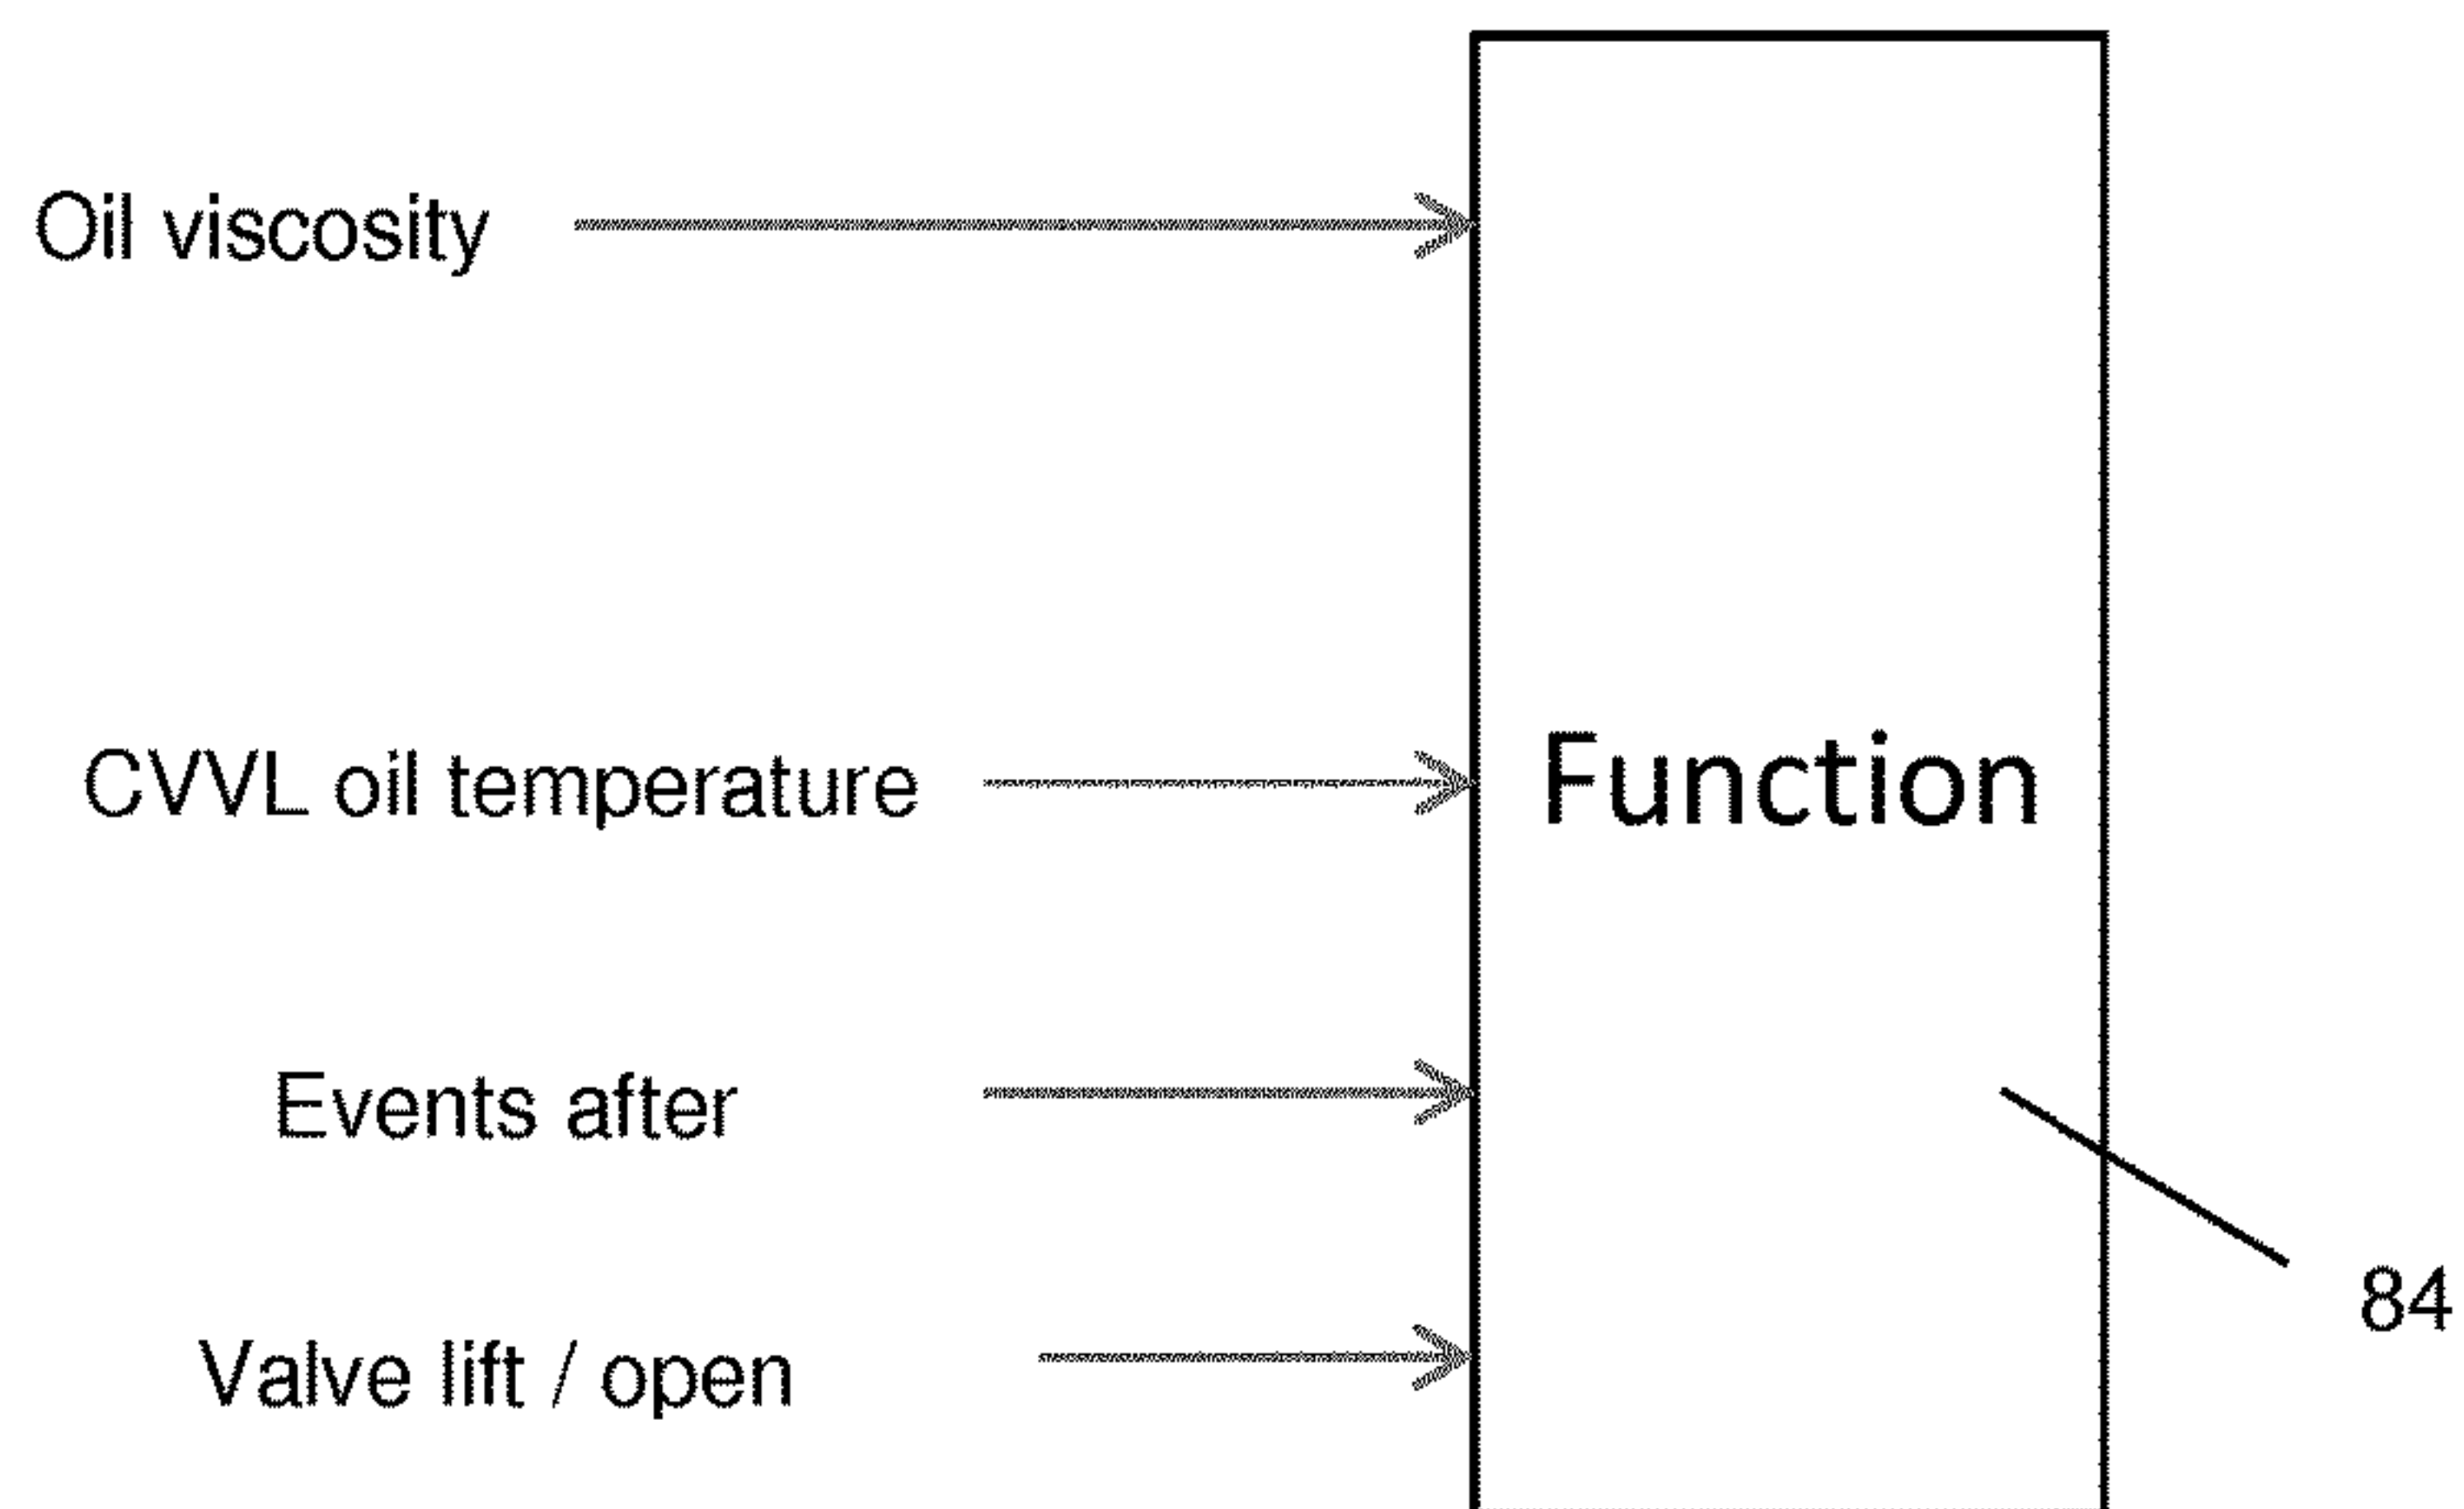 Oil viscosity
CVVL oil temperature
Function
Events after
84
Valve lift / open